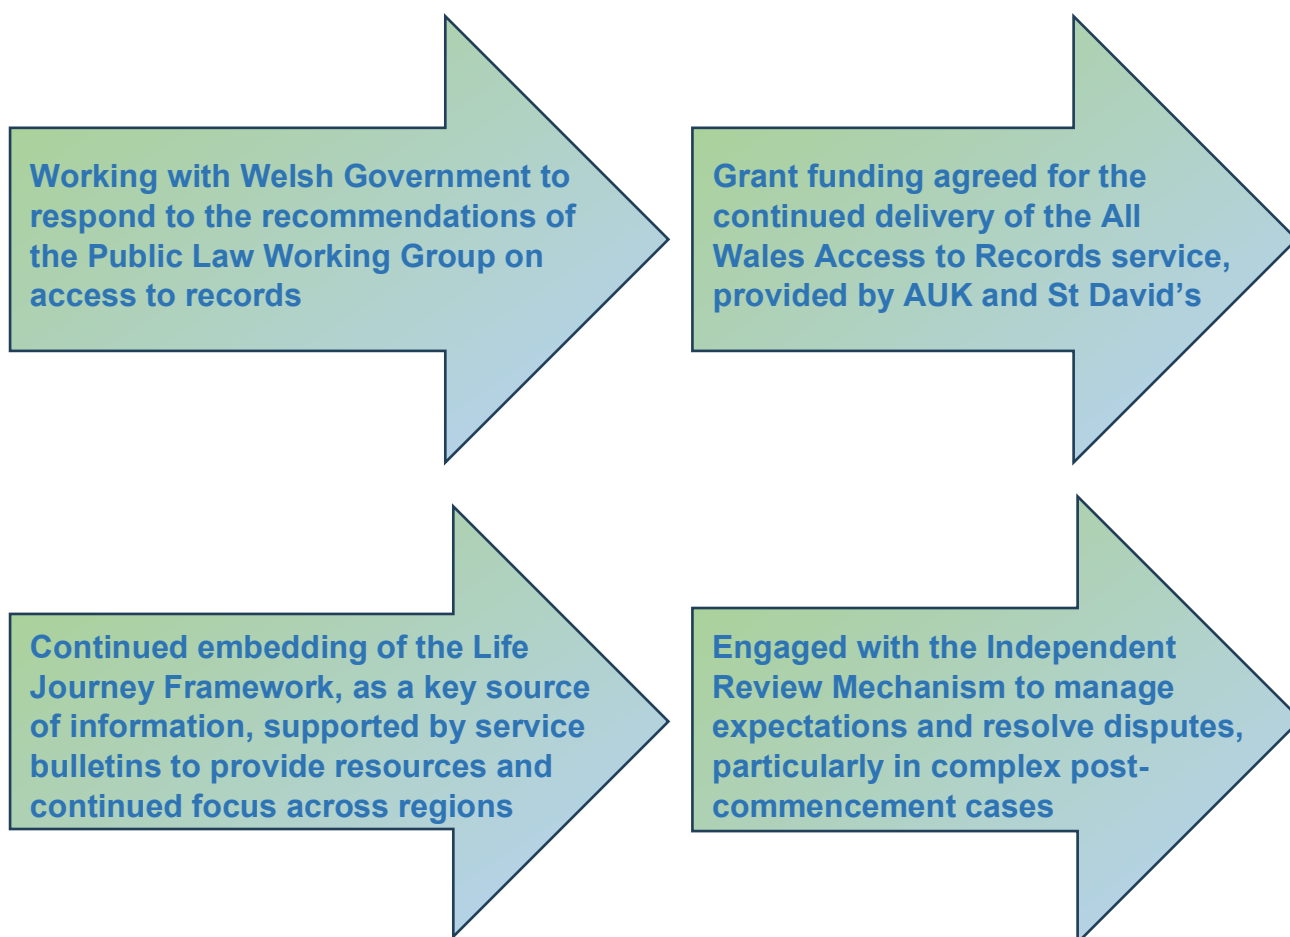 Working with Welsh Government to
respond to the recommendations of
the Public Law Working Group on
access to records
Grant funding agreed for the
continued delivery of the All
Wales Access to Records service,
provided by AUK and St David’s
Continued embedding of the Life
Journey Framework, as a key source
of information, supported by service
bulletins to provide resources and
continued focus across regions
Engaged with the Independent
Review Mechanism to manage
expectations and resolve disputes,
particularly in complex post-
commencement cases